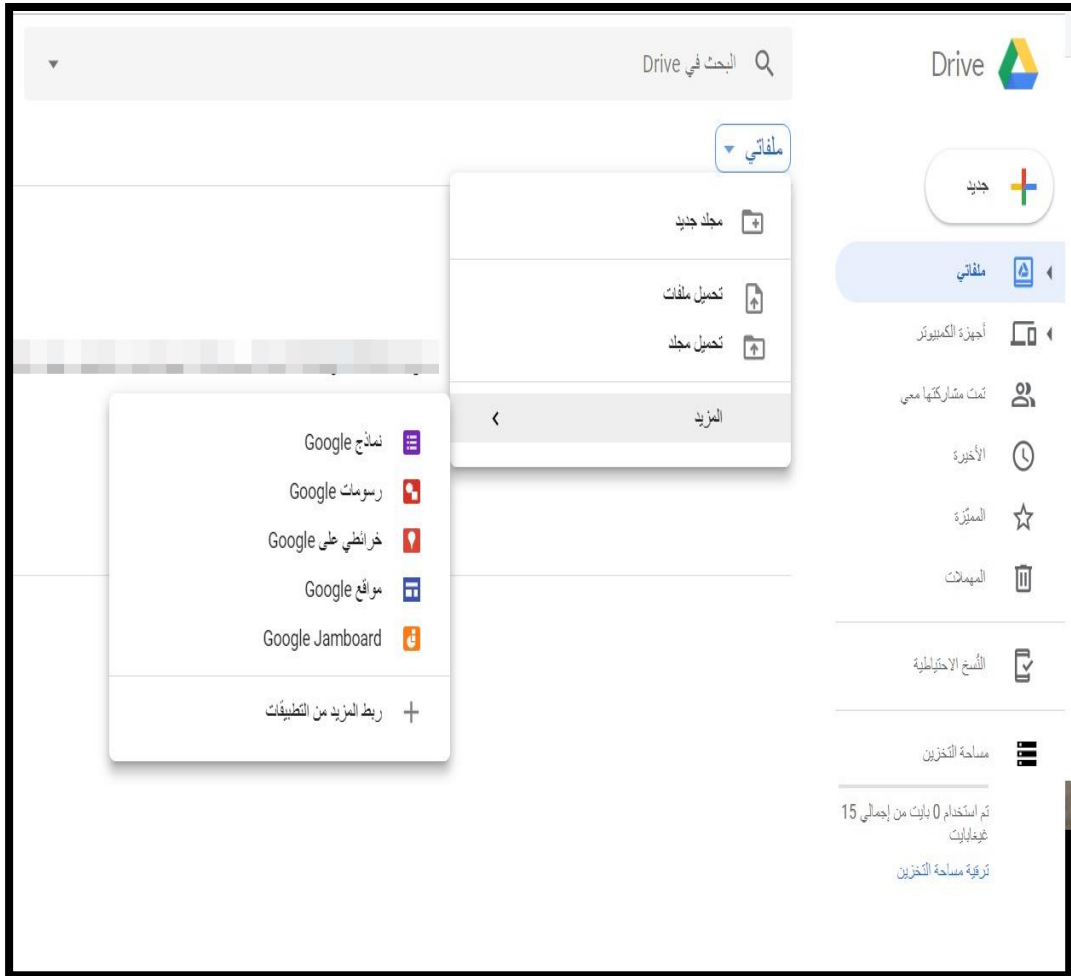 Drive
البحث في Drive
ملفاتي
جديد
ملفاتي
أجهزة الكمبيوتر
تمت مشاركتها معي
الأخيرة
المميّزة
المهملات
النُسخ الاحتياطية
مساحة التخزين
تم استخدام 0 بايت من إجمالي 15
غيغابايت
ترقية مساحة التخزين
مجلد جديد
تحميل ملفات
تحميل مجلد
المزيد
نماذج Google
رسومات Google
خرائطي على Google
مواقع Google
Google Jamboard
ربط المزيد من التطبيقات